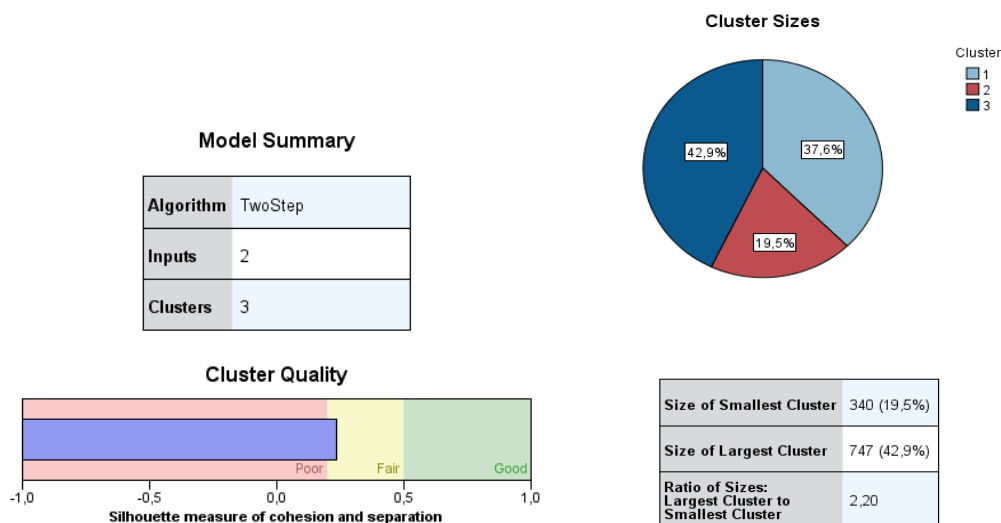 Model Summary
Algorithm TwoStep
Inputs 2
Clusters 3
Cluster Quality
Poor Fair Good
-1,0 -0,5 0,0 0,5 1,0
Silhouette measure of cohesion and separation
Cluster Sizes
Cluster
1
2
3
42,9%
37,6%
19,5%
Size of Smallest Cluster 340 (19,5%)
Size of Largest Cluster 747 (42,9%)
Ratio of Sizes:
Largest Cluster to
Smallest Cluster
2,20